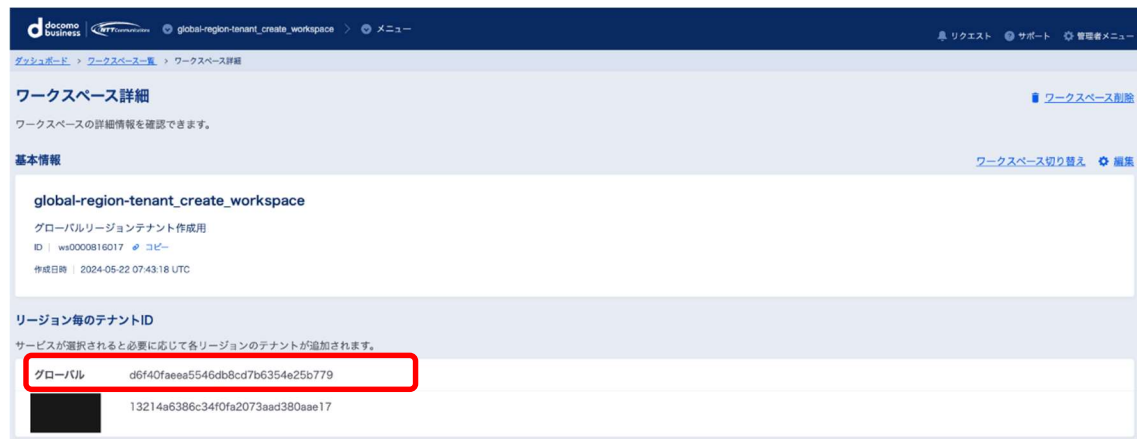 docomo business NTT Communications global-region-tenant_create_workspace > メニュー
リクエスト サポート 管理者メニュー
ダッシュボード > ワークスペース一覧 > ワークスペース詳細
ワークスペース詳細
ワークスペース削除
ワークスペースの詳細情報を確認できます。
基本情報
ワークスペース切り替え 編集
global-region-tenant_create_workspace
グローバルリージョンテナント作成用
ID | ws0000816017 コピー
作成日時 | 2024-05-22 07:43:18 UTC
リージョン毎のテナントID
サービスが選択されると必要に応じて各リージョンのテナントが追加されます。
グローバル d6f40faeea5546db8cd7b6354e25b779
13214a6386c34f0fa2073aad380aae17